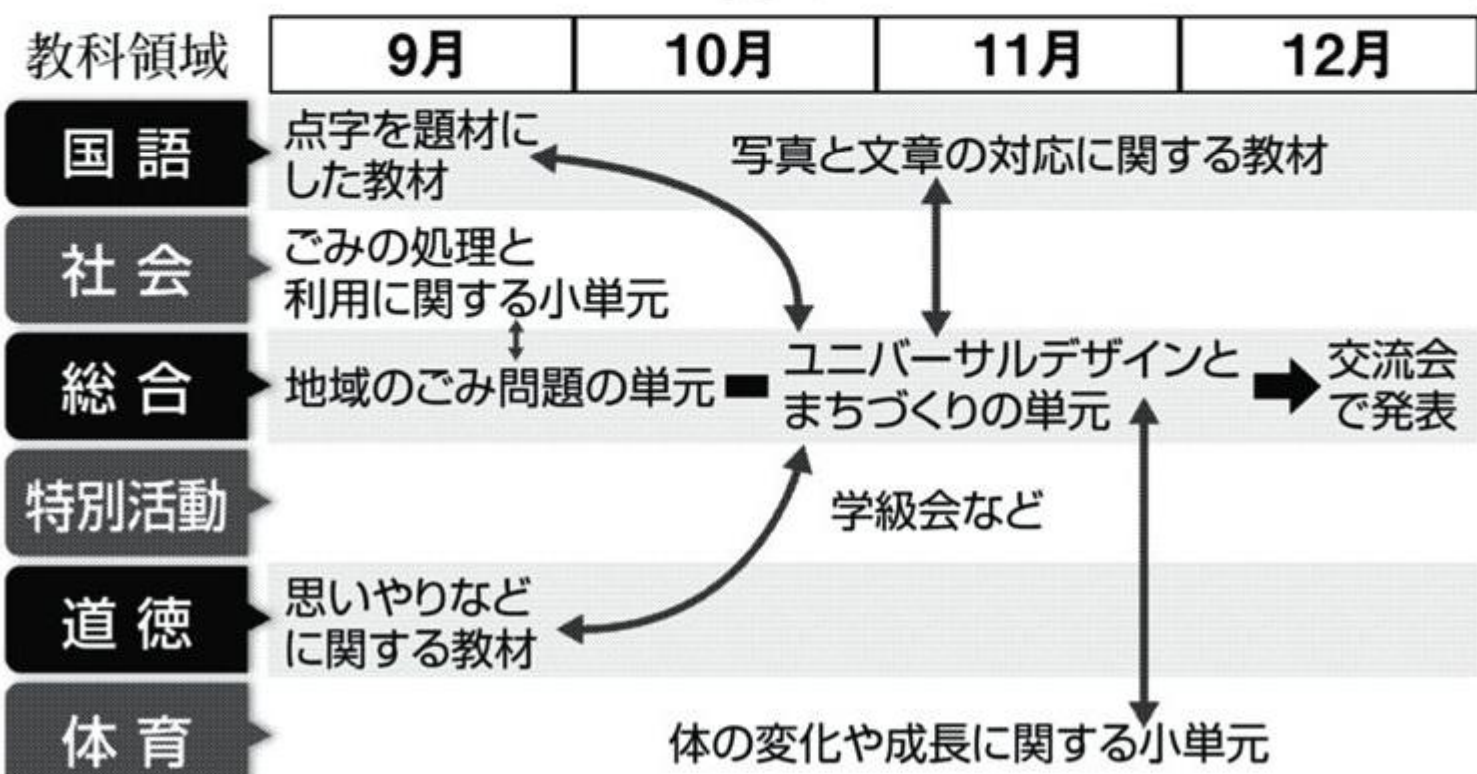 教科領域 9月 10月 11月 12月
国語
点字を題材に
した教材
写真と文章の対応に関する教材
社会
ごみの処理と
利用に関する小単元
総合
地域のごみ問題の単元
ユニバーサルデザインと
まちづくりの単元
交流会
で発表
特別活動
学級会など
道徳
思いやりなど
に関する教材
体育
体の変化や成長に関する小単元